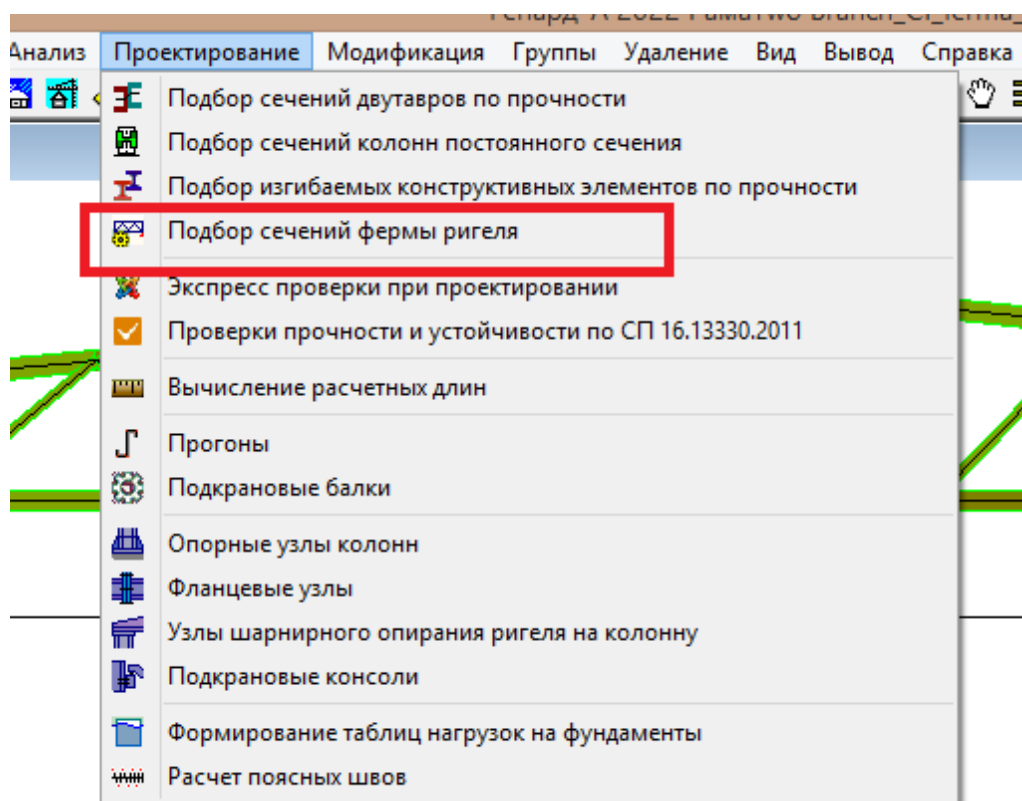 Анализ Проектирование Модификация Группы Удаление Вид Вывод Справка
Подбор сечений двутавров по прочности
Подбор сечений колонн постоянного сечения
Подбор изгибаемых конструктивных элементов по прочности
Подбор сечений фермы ригеля
Экспресс проверки при проектировании
Проверки прочности и устойчивости по СП 16.13330.2011
Вычисление расчетных длин
Прогоны
Подкрановые балки
Опорные узлы колонн
Фланцевые узлы
Узлы шарнирного опирания ригеля на колонну
Подкрановые консоли
Формирование таблиц нагрузок на фундаменты
Расчет поясных швов